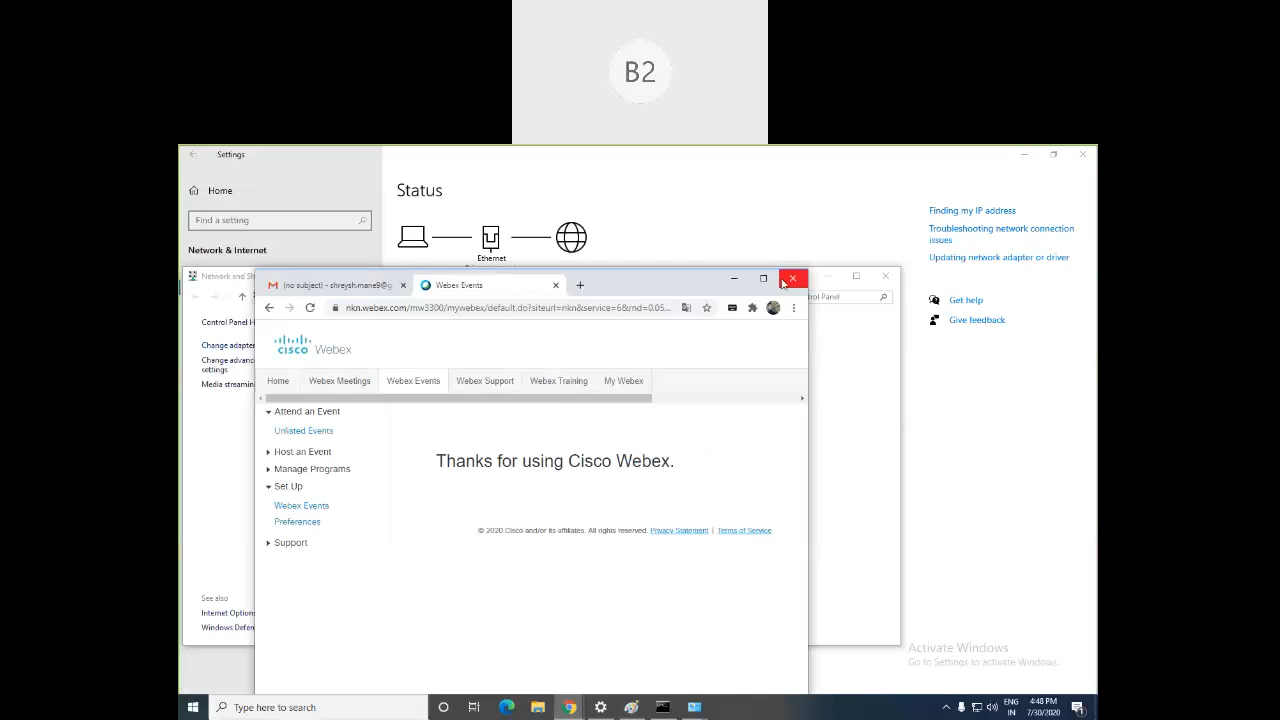 B2
Settings
Home
Find a setting
Network & Internet
Status
Ethernet
Finding my IP address
Troubleshooting network connection
issues
Updating network adapter or driver
Get help
Give feedback
Network and Sh
Control Panel H
Change adapter
Change advanc
settings
Media streamin
See also
Internet Options
Windows Defen
(no subject) - shreysh.mane9@g
Webex Events
nkn.webex.com/mw3300/mywebex/default.do?siteurl=nkn&service=6&rnd=0.05...
CISCO Webex
Home
Webex Meetings
Webex Events
Webex Support
Webex Training
My Webex
Attend an Event
Unlisted Events
Host an Event
Manage Programs
Set Up
Webex Events
Preferences
Support
Thanks for using Cisco Webex.
© 2020 Cisco and/or its affiliates. All rights reserved. Privacy Statement | Terms of Service
Activate Windows
Go to Settings to activate Windows.
Type here to search
ENG
IN
4:48 PM
7/30/2020